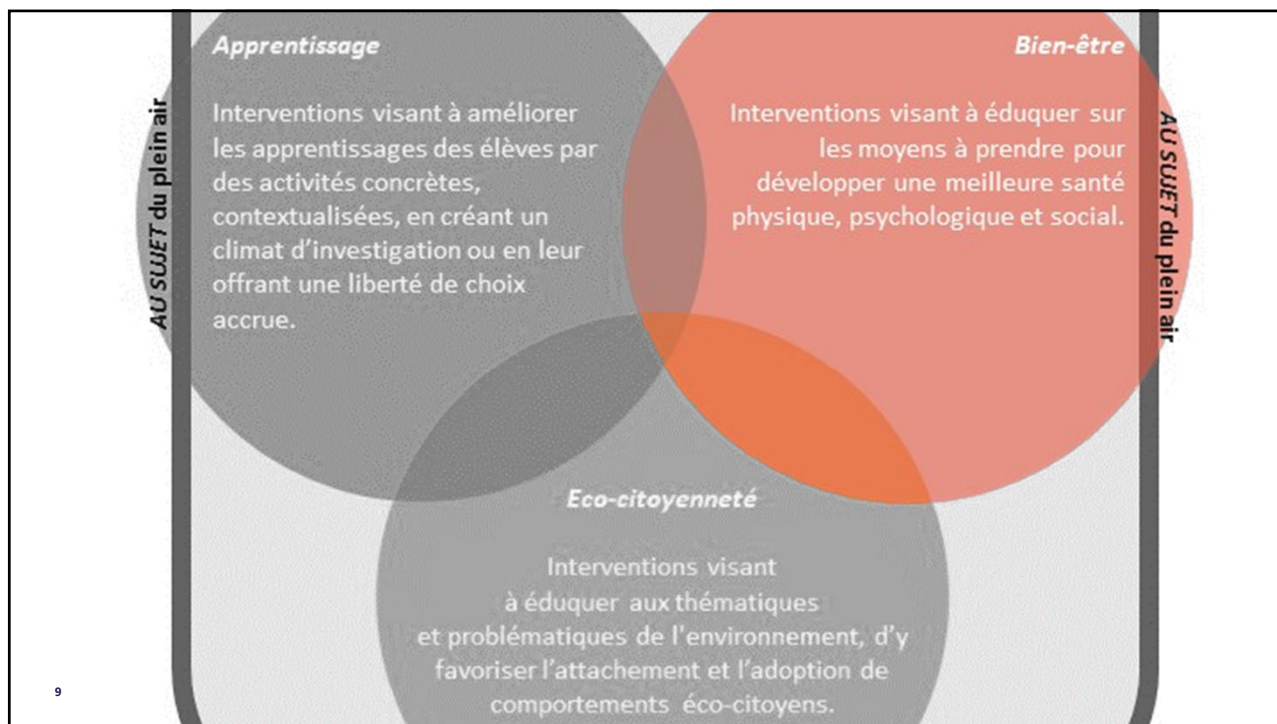 Apprentissage
Interventions visant à améliorer
les apprentissages des élèves par
des activités concrètes,
contextualisées, en créant un
climat d'investigation ou en leur
offrant une liberté de choix
accrue.
Bien-être
Interventions visant à éduquer sur
les moyens à prendre pour
développer une meilleure santé
physique, psychologique et social.
AU SUJET du plein air
AU SUJET du plein air
Eco-citoyenneté
Interventions visant
à éduquer aux thématiques
et problématiques de l'environnement, d'y
favoriser l'attachement et l'adoption de
comportements éco-citoyens.
9